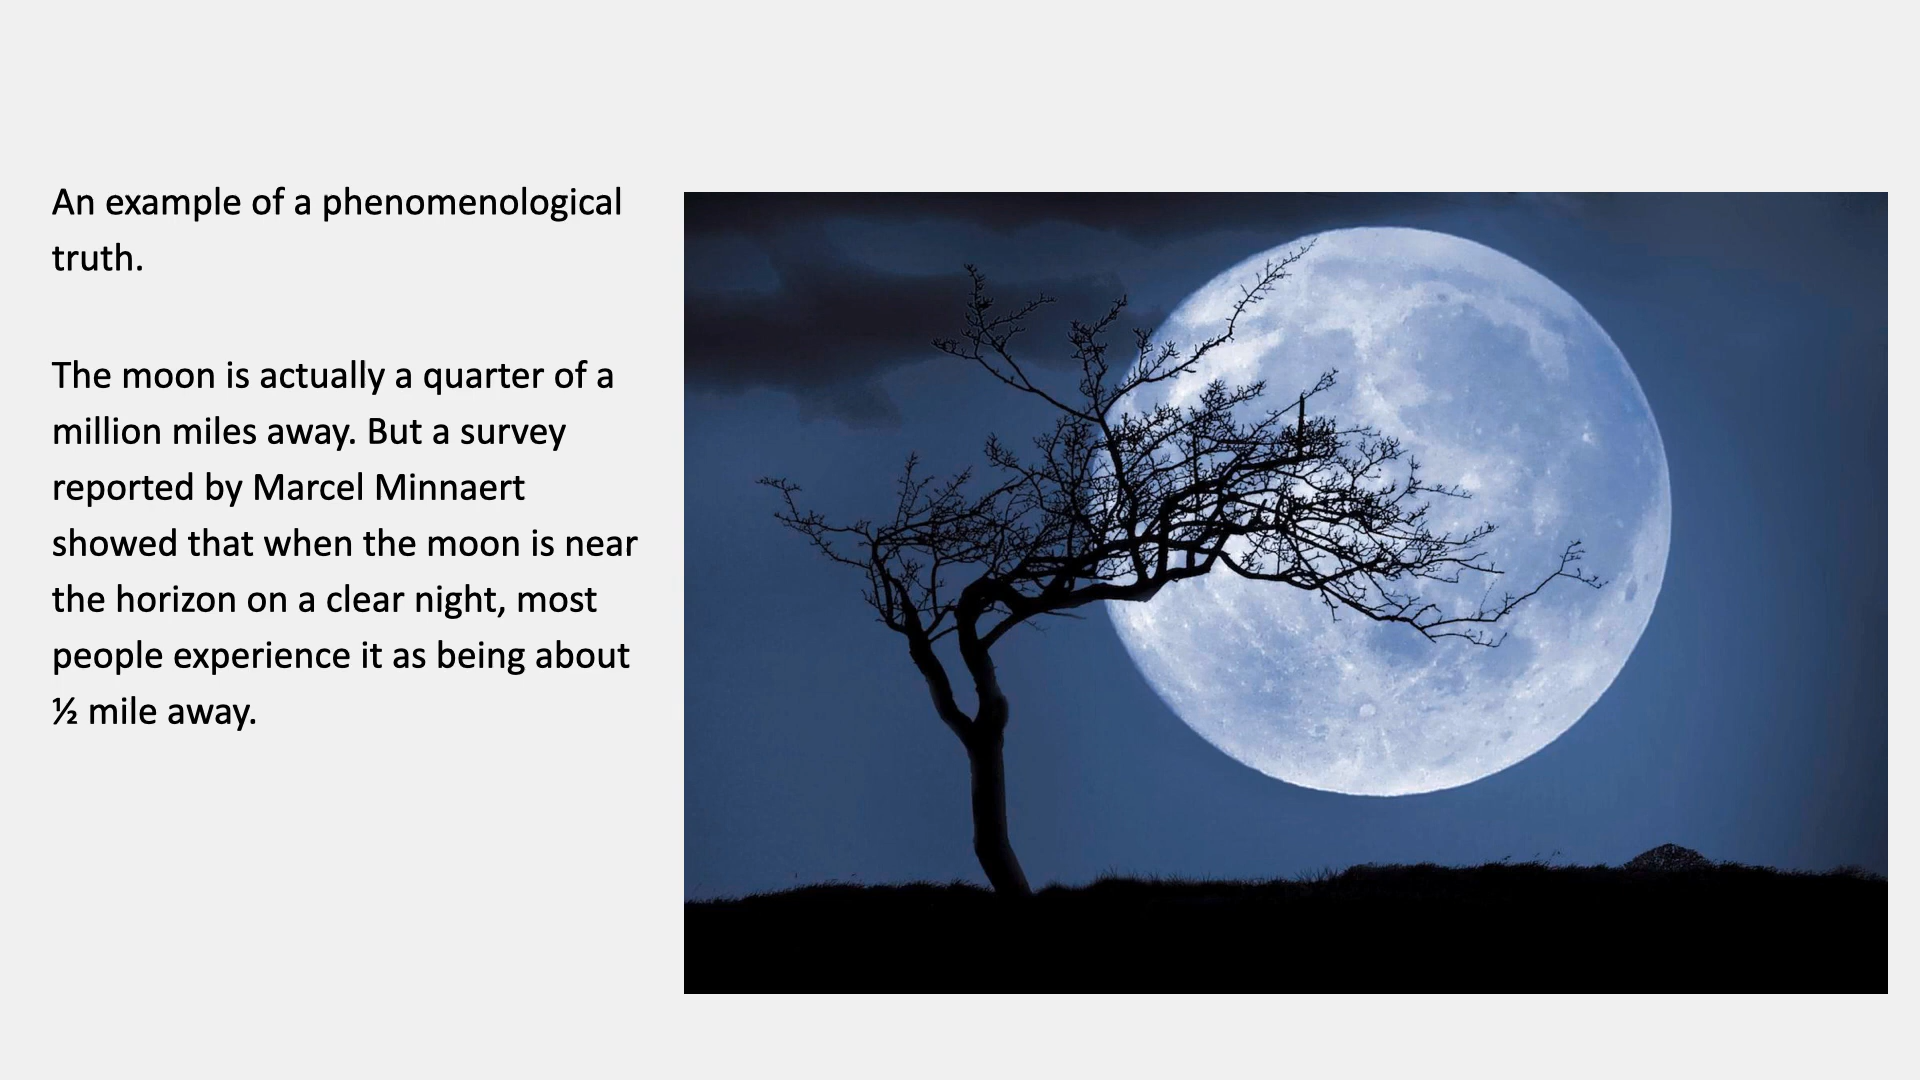 An example of a phenomenological
truth.
The moon is actually a quarter of a
million miles away. But a survey
reported by Marcel Minnaert
showed that when the moon is near
the horizon on a clear night, most
people experience it as being about
½ mile away.